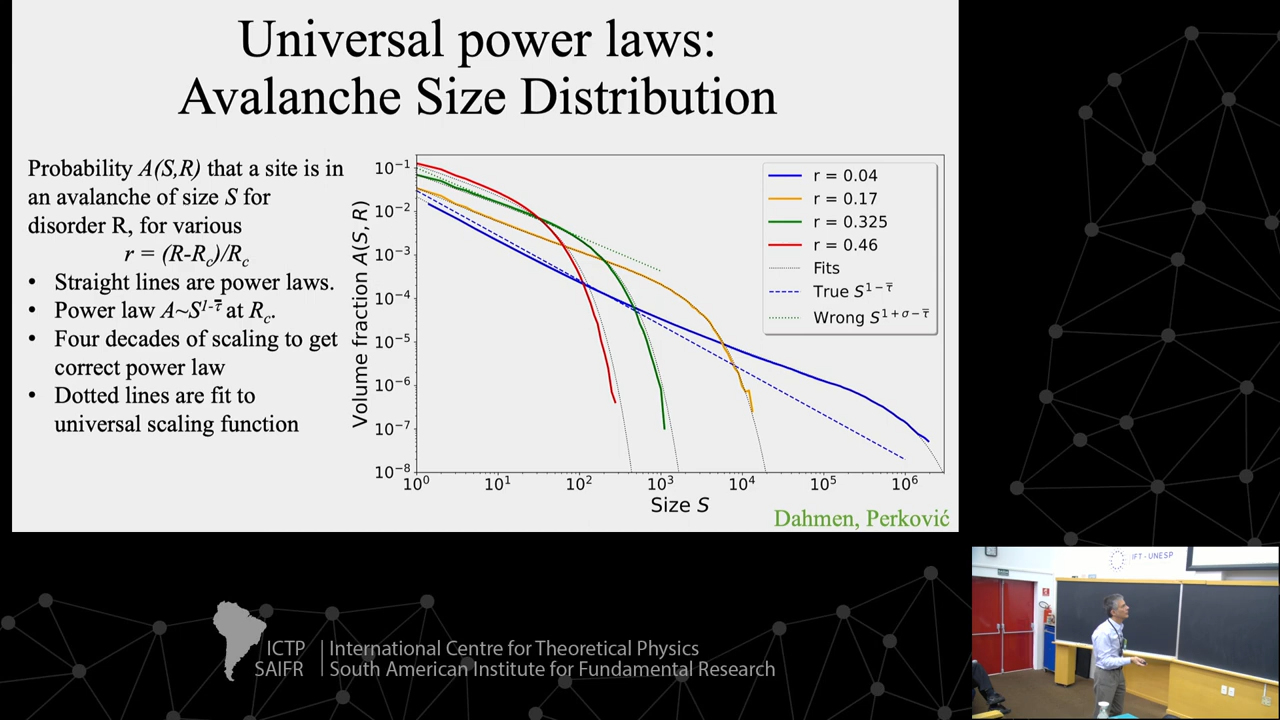 Universal power laws:
Avalanche Size Distribution
Probability A(S,R) that a site is in
an avalanche of size S for
disorder R, for various
r = (R-Rc)/Rc
• Straight lines are power laws.
• Power law A~S^{1-τ̄} at Rc.
• Four decades of scaling to get
correct power law
• Dotted lines are fit to
universal scaling function
Volume fraction A(S, R)
10⁻¹
10⁻²
10⁻³
10⁻⁴
10⁻⁵
10⁻⁶
10⁻⁷
10⁻⁸
10⁰ 10¹ 10² 10³ 10⁴ 10⁵ 10⁶
Size S
r = 0.04
r = 0.17
r = 0.325
r = 0.46
Fits
True S^{1−τ̄}
Wrong S^{1+σ−τ̄}
Dahmen, Perković
IFT - UNESP
ICTP
SAIFR
International Centre for Theoretical Physics
South American Institute for Fundamental Research